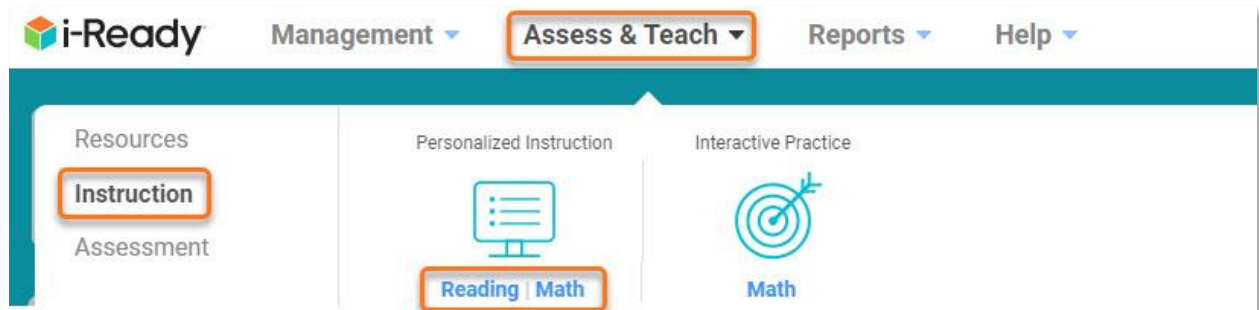 i-Ready Management Assess & Teach Reports Help
Resources
Instruction
Assessment
Personalized Instruction Interactive Practice
Reading | Math Math